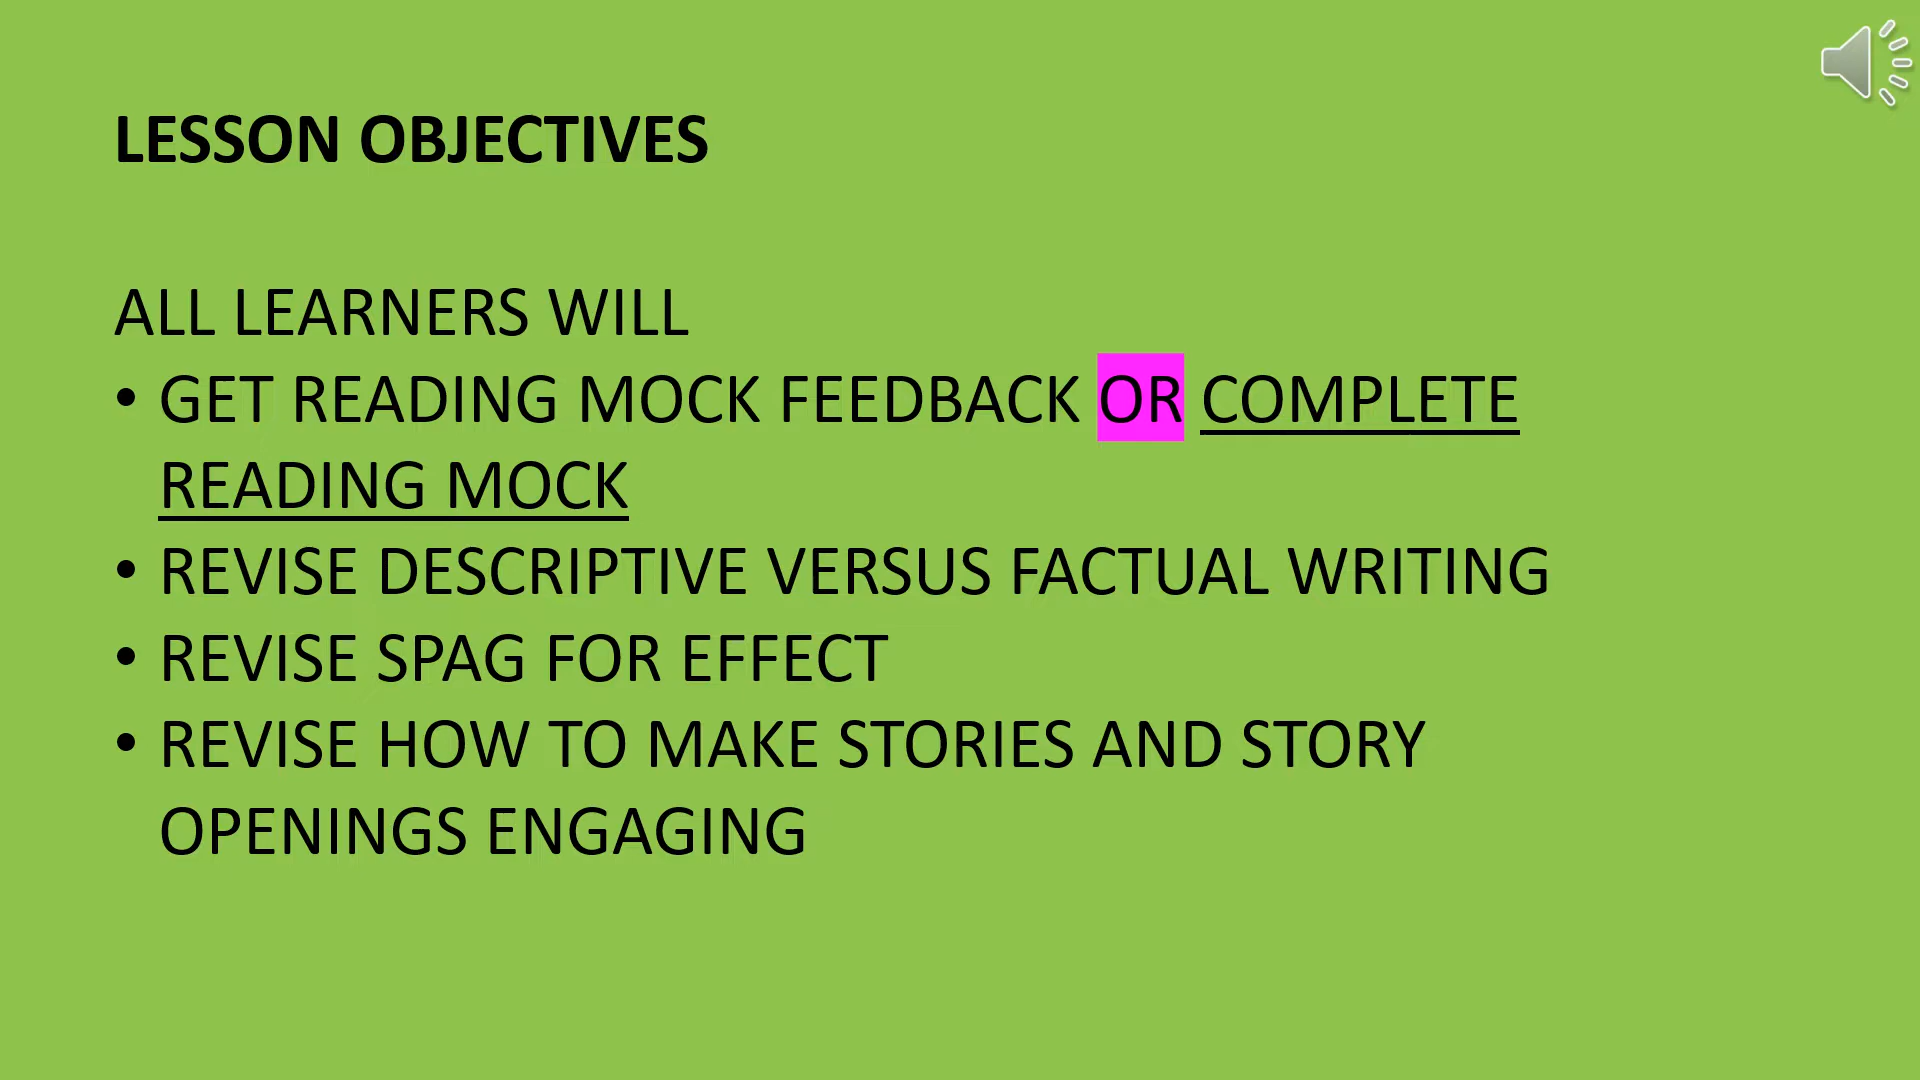 LESSON OBJECTIVES
ALL LEARNERS WILL
• GET READING MOCK FEEDBACK OR COMPLETE
READING MOCK
• REVISE DESCRIPTIVE VERSUS FACTUAL WRITING
• REVISE SPAG FOR EFFECT
• REVISE HOW TO MAKE STORIES AND STORY
OPENINGS ENGAGING